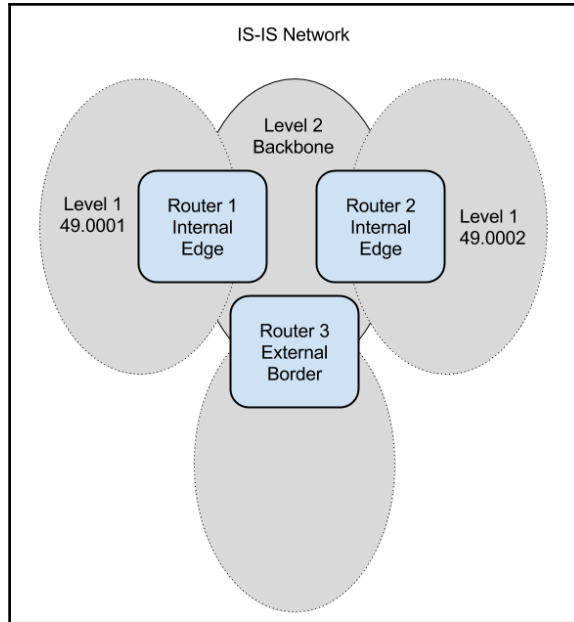 IS-IS Network
Level 2
Backbone
Level 1
49.0001
Router 1
Internal
Edge
Router 2
Internal
Edge
Level 1
49.0002
Router 3
External
Border